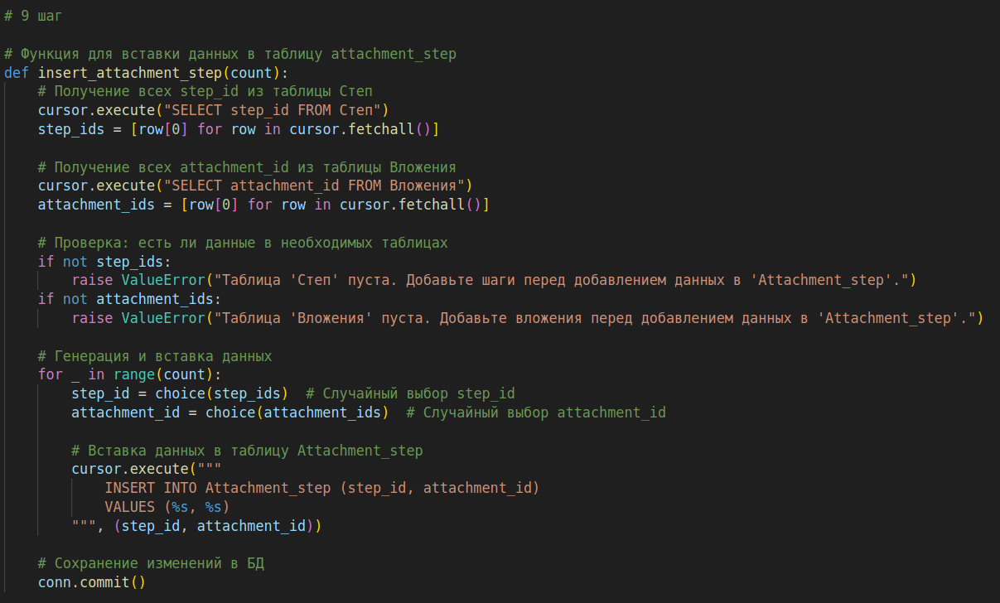 # 9 шаг
# Функция для вставки данных в таблицу attachment_step
def insert_attachment_step(count):
    # Получение всех step_id из таблицы Степ
    cursor.execute("SELECT step_id FROM Степ")
    step_ids = [row[0] for row in cursor.fetchall()]
    # Получение всех attachment_id из таблицы Вложения
    cursor.execute("SELECT attachment_id FROM Вложения")
    attachment_ids = [row[0] for row in cursor.fetchall()]
    # Проверка: есть ли данные в необходимых таблицах
    if not step_ids:
        raise ValueError("Таблица 'Степ' пуста. Добавьте шаги перед добавлением данных в 'Attachment_step'.")
    if not attachment_ids:
        raise ValueError("Таблица 'Вложения' пуста. Добавьте вложения перед добавлением данных в 'Attachment_step'.")
    # Генерация и вставка данных
    for _ in range(count):
        step_id = choice(step_ids)  # Случайный выбор step_id
        attachment_id = choice(attachment_ids)  # Случайный выбор attachment_id
        # Вставка данных в таблицу Attachment_step
        cursor.execute("""
            INSERT INTO Attachment_step (step_id, attachment_id)
            VALUES (%s, %s)
        """, (step_id, attachment_id))
    # Сохранение изменений в БД
    conn.commit()